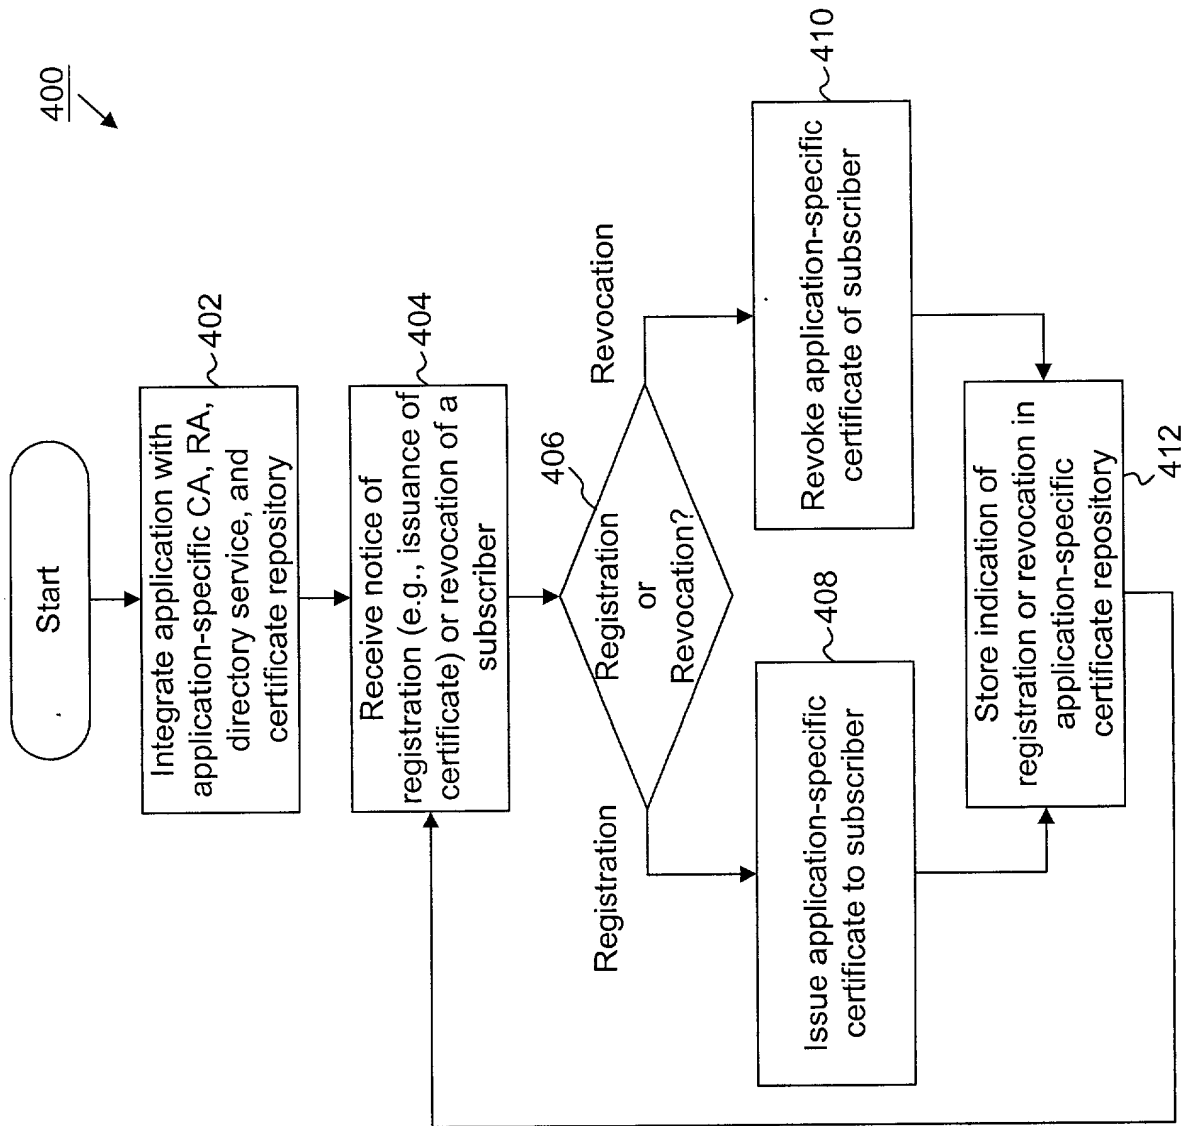 400
Start
Integrate application with
application-specific CA, RA,
directory service, and
certificate repository
402
Receive notice of
registration (e.g., issuance of
certificate) or revocation of a
subscriber
404
Registration
or
Revocation?
406
Registration
Revocation
Issue application-specific
certificate to subscriber
408
Revoke application-specific
certificate of subscriber
410
Store indication of
registration or revocation in
application-specific
certificate repository
412